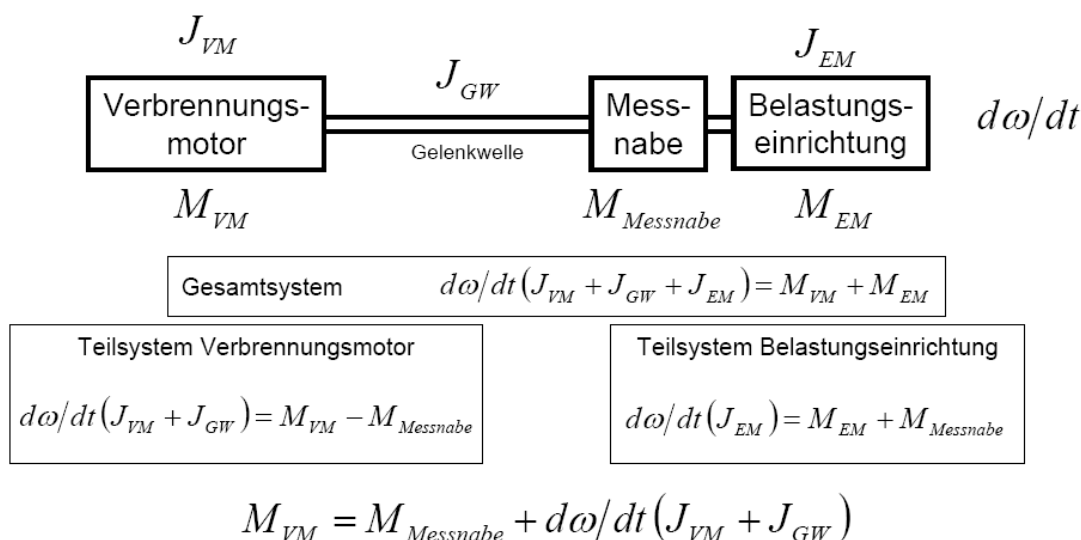 J_VM
J_GW
J_EM
Verbrennungs-
motor
Gelenkwelle
Mess-
nabe
Belastungs-
einrichtung
dω/dt
M_VM
M_Messnabe
M_EM
Gesamtsystem dω/dt(J_VM + J_GW + J_EM) = M_VM + M_EM
Teilsystem Verbrennungsmotor
dω/dt(J_VM + J_GW) = M_VM − M_Messnabe
Teilsystem Belastungseinrichtung
dω/dt(J_EM) = M_EM + M_Messnabe
M_VM = M_Messnabe + dω/dt(J_VM + J_GW)